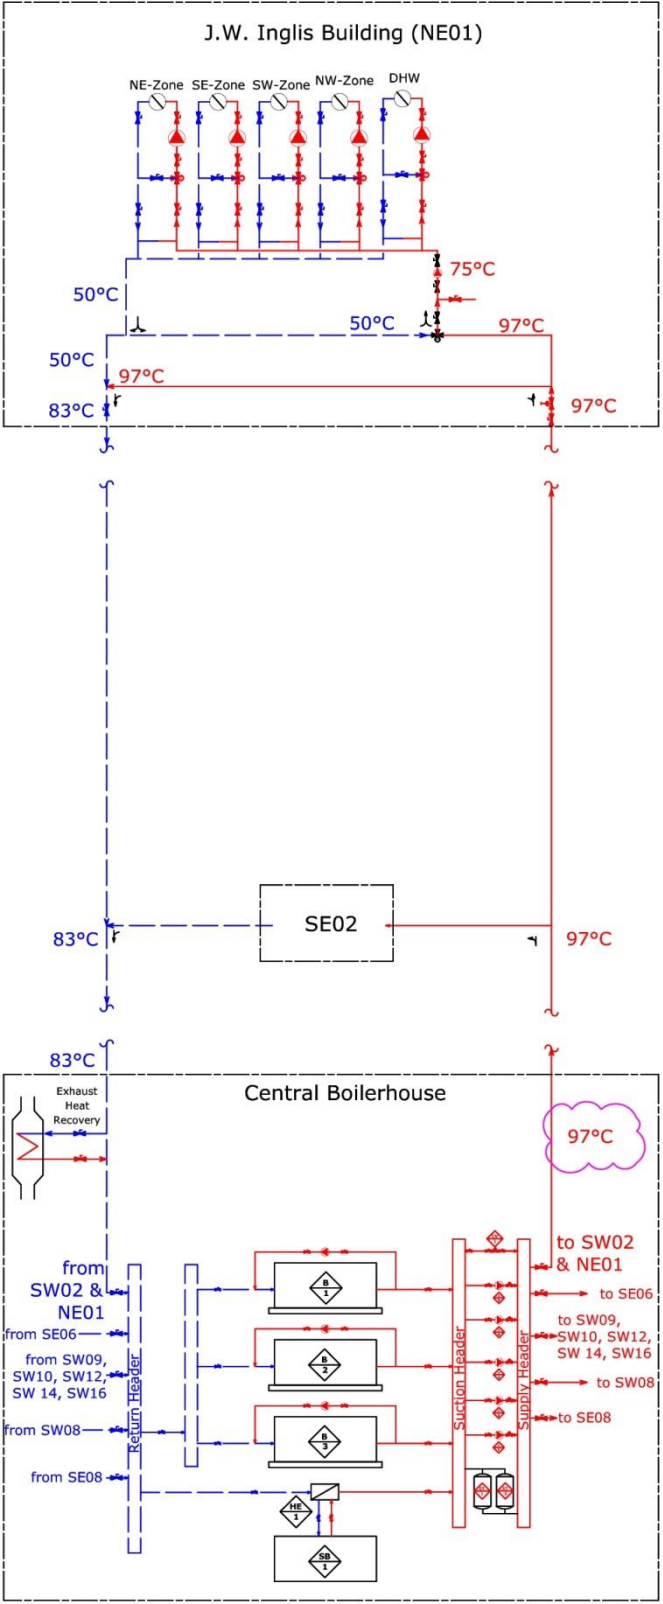 J.W. Inglis Building (NE01)
NE-Zone
SE-Zone
SW-Zone
NW-Zone
DHW
75°C
50°C
50°C
97°C
50°C
97°C
83°C
97°C
SE02
83°C
97°C
83°C
Central Boilerhouse
Exhaust
Heat
Recovery
97°C
from
SW02 &
NE01
to SW02
& NE01
from SE06
to SE06
from SW09,
SW10, SW12,
SW 14, SW16
to SW09,
SW10, SW12,
SW 14, SW16
from SW08
to SW08
from SE08
to SE08
Return Header
Suction Header
Supply Header
B
1
B
2
B
3
HE
1
SB
1